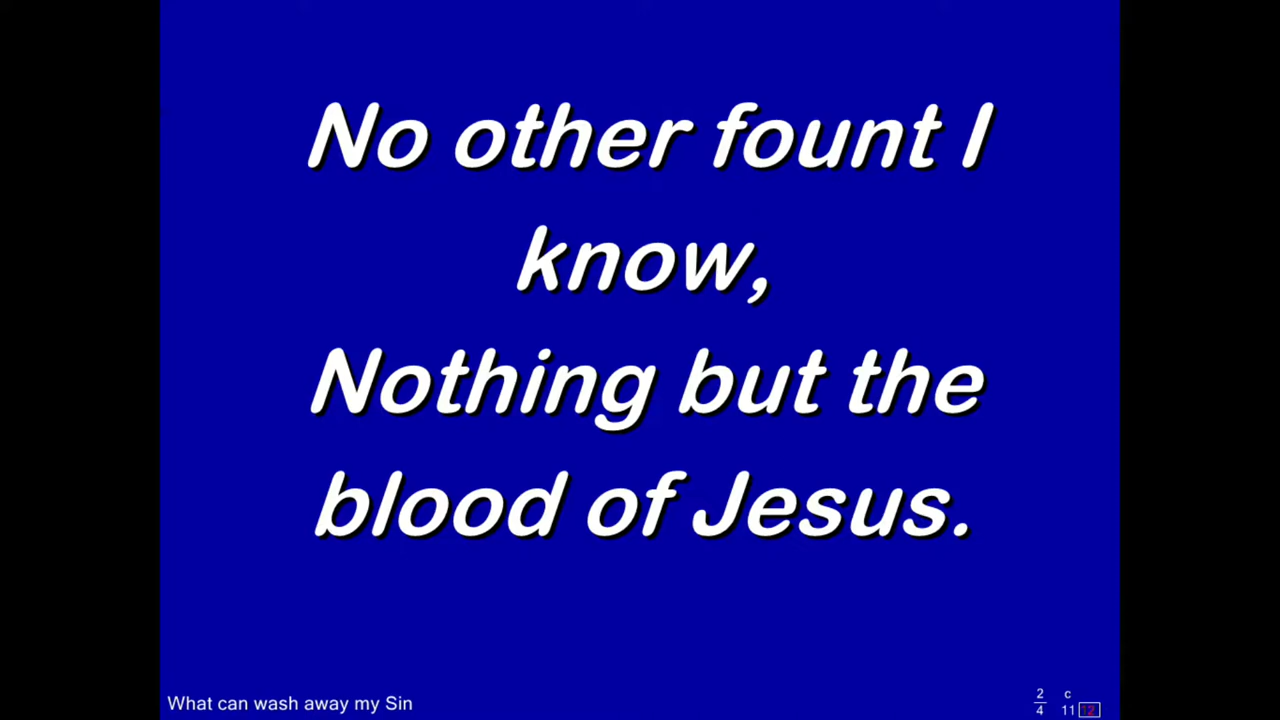 No other fount I
know,
Nothing but the
blood of Jesus.
What can wash away my Sin
2 c
4 11 12